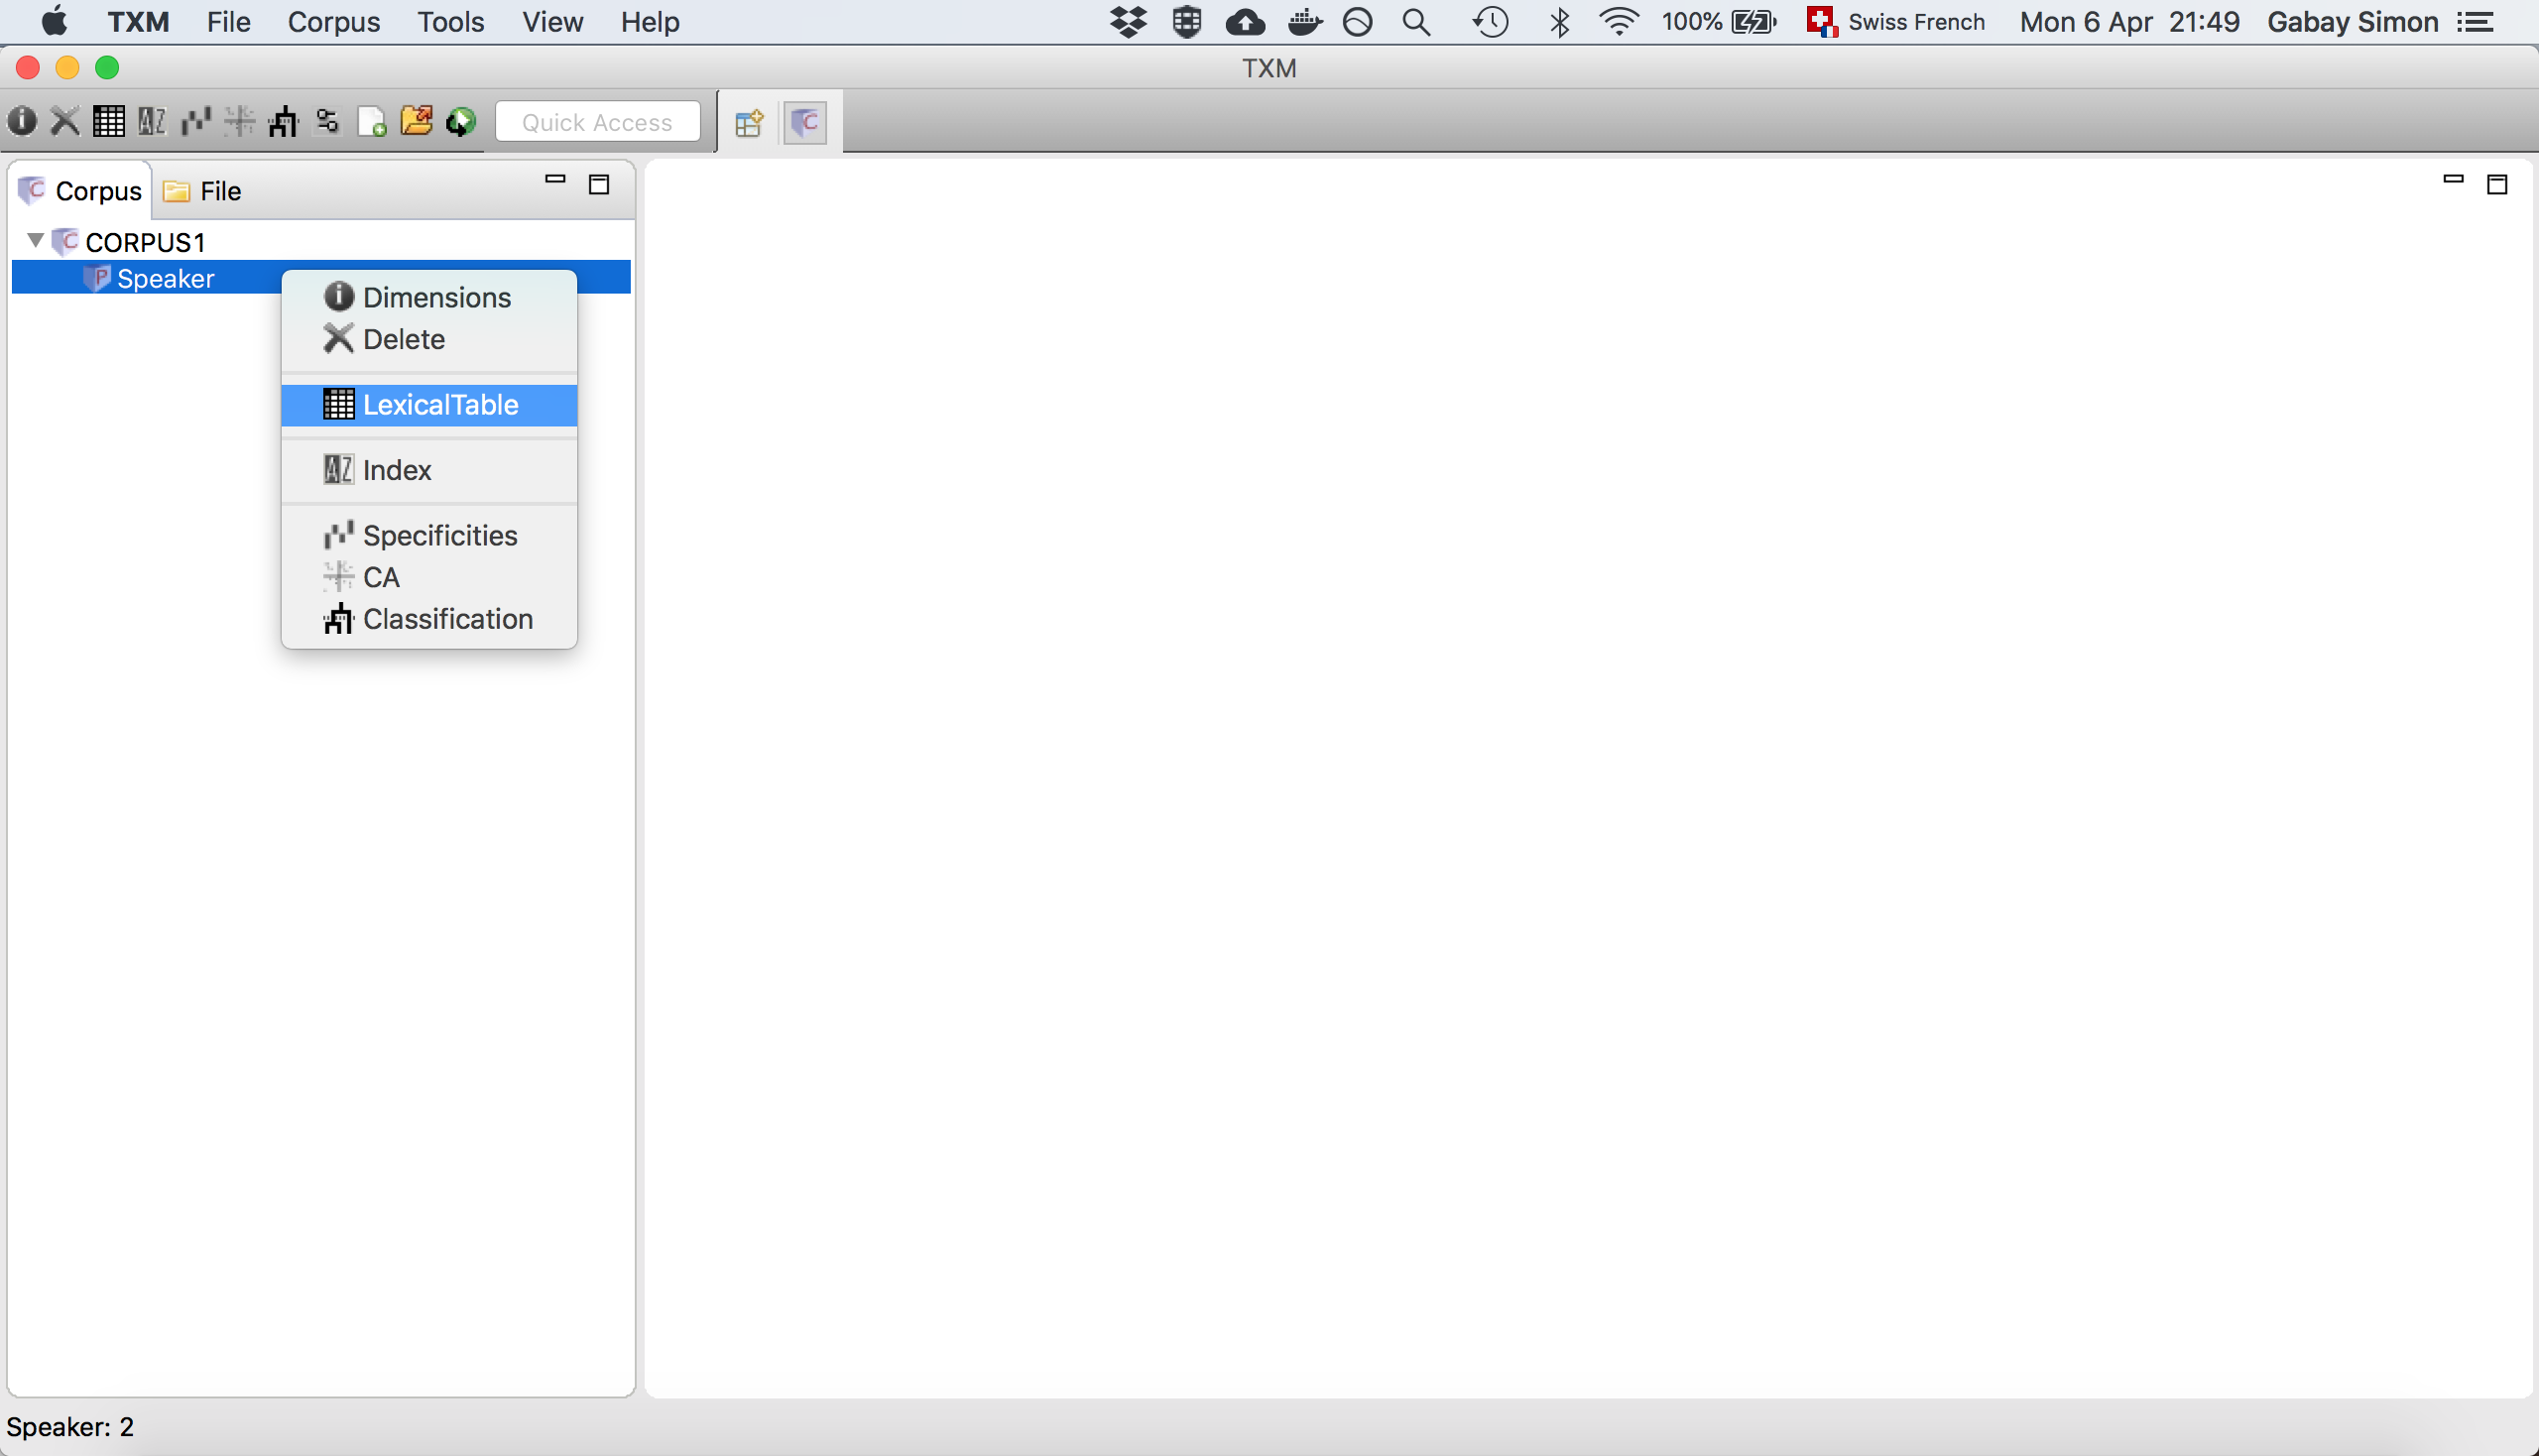 TXM File Corpus Tools View Help 100% Swiss French Mon 6 Apr 21:49 Gabay Simon
TXM
Quick Access
Corpus File
CORPUS1
Speaker
Dimensions
Delete
LexicalTable
Index
Specificities
CA
Classification
Speaker: 2